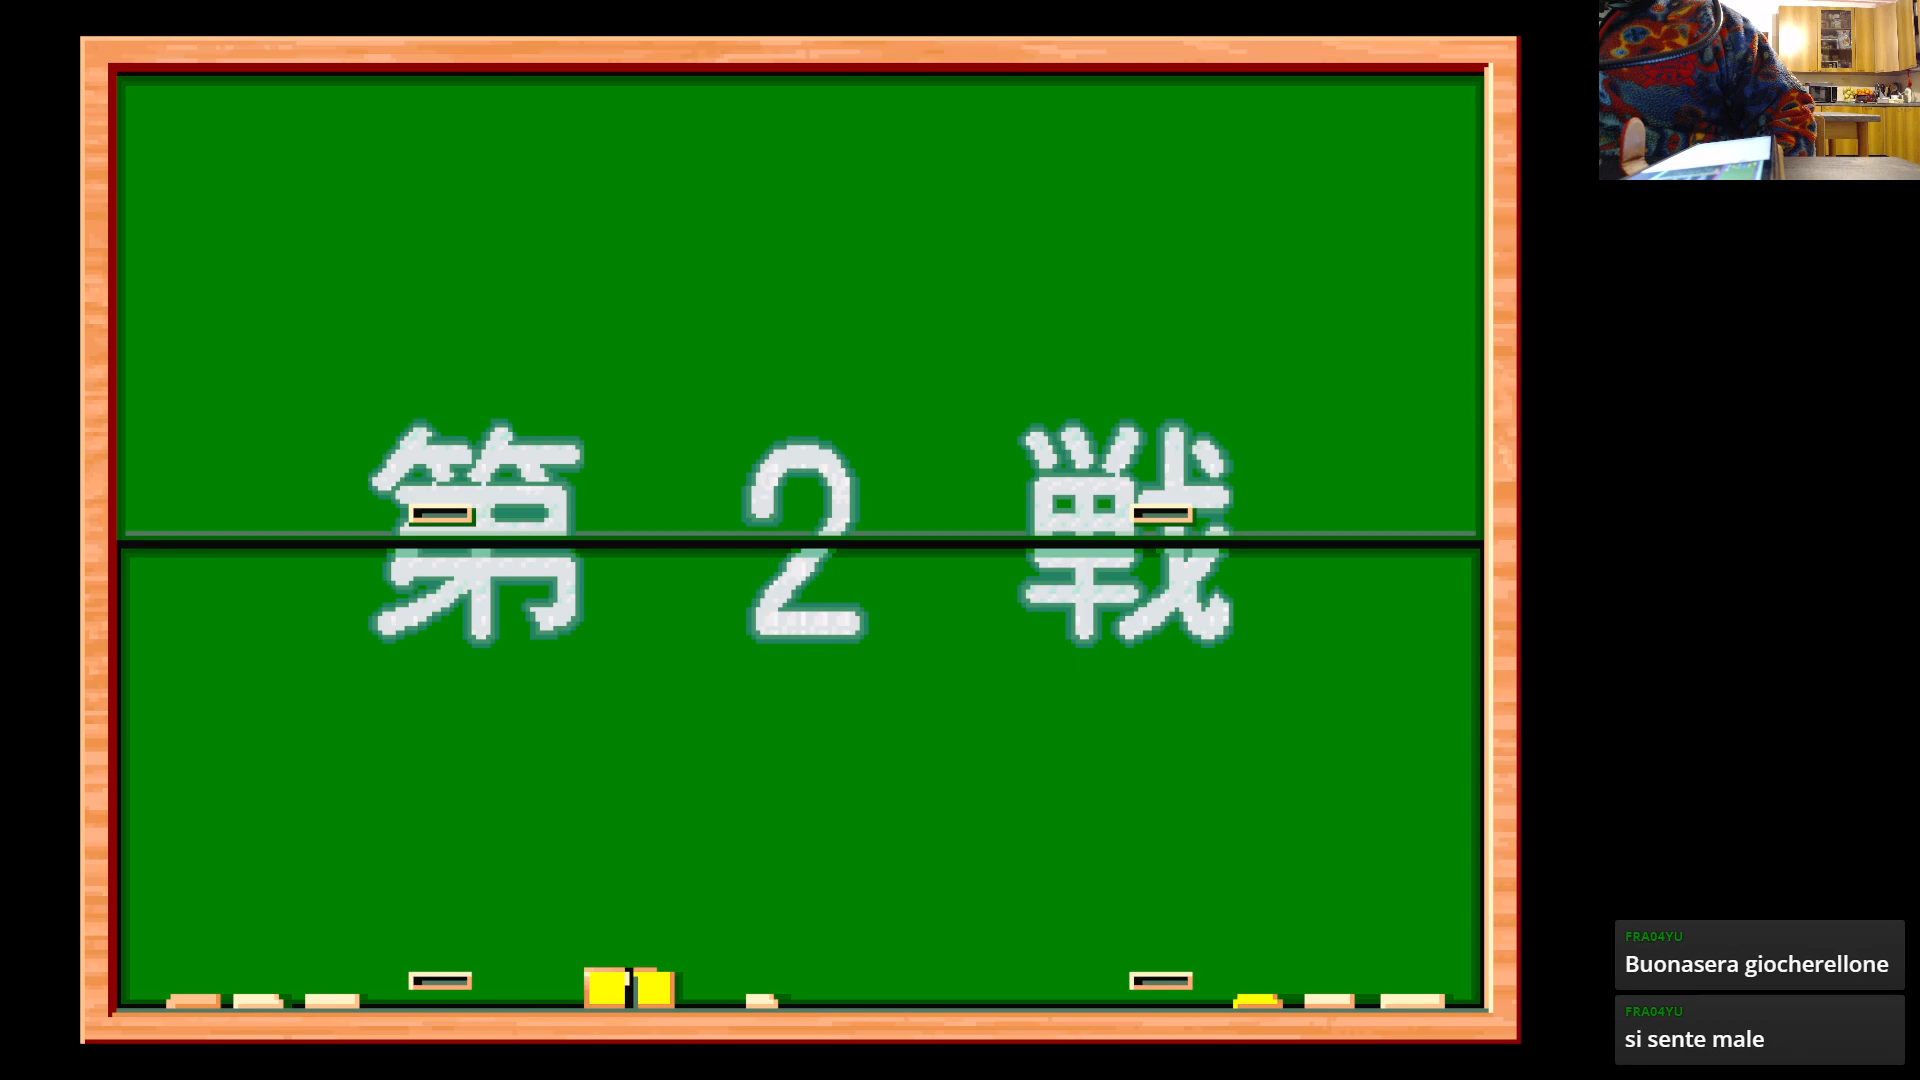 第 2 戦
FRA04YU
Buonasera giocherellone
FRA04YU
si sente male